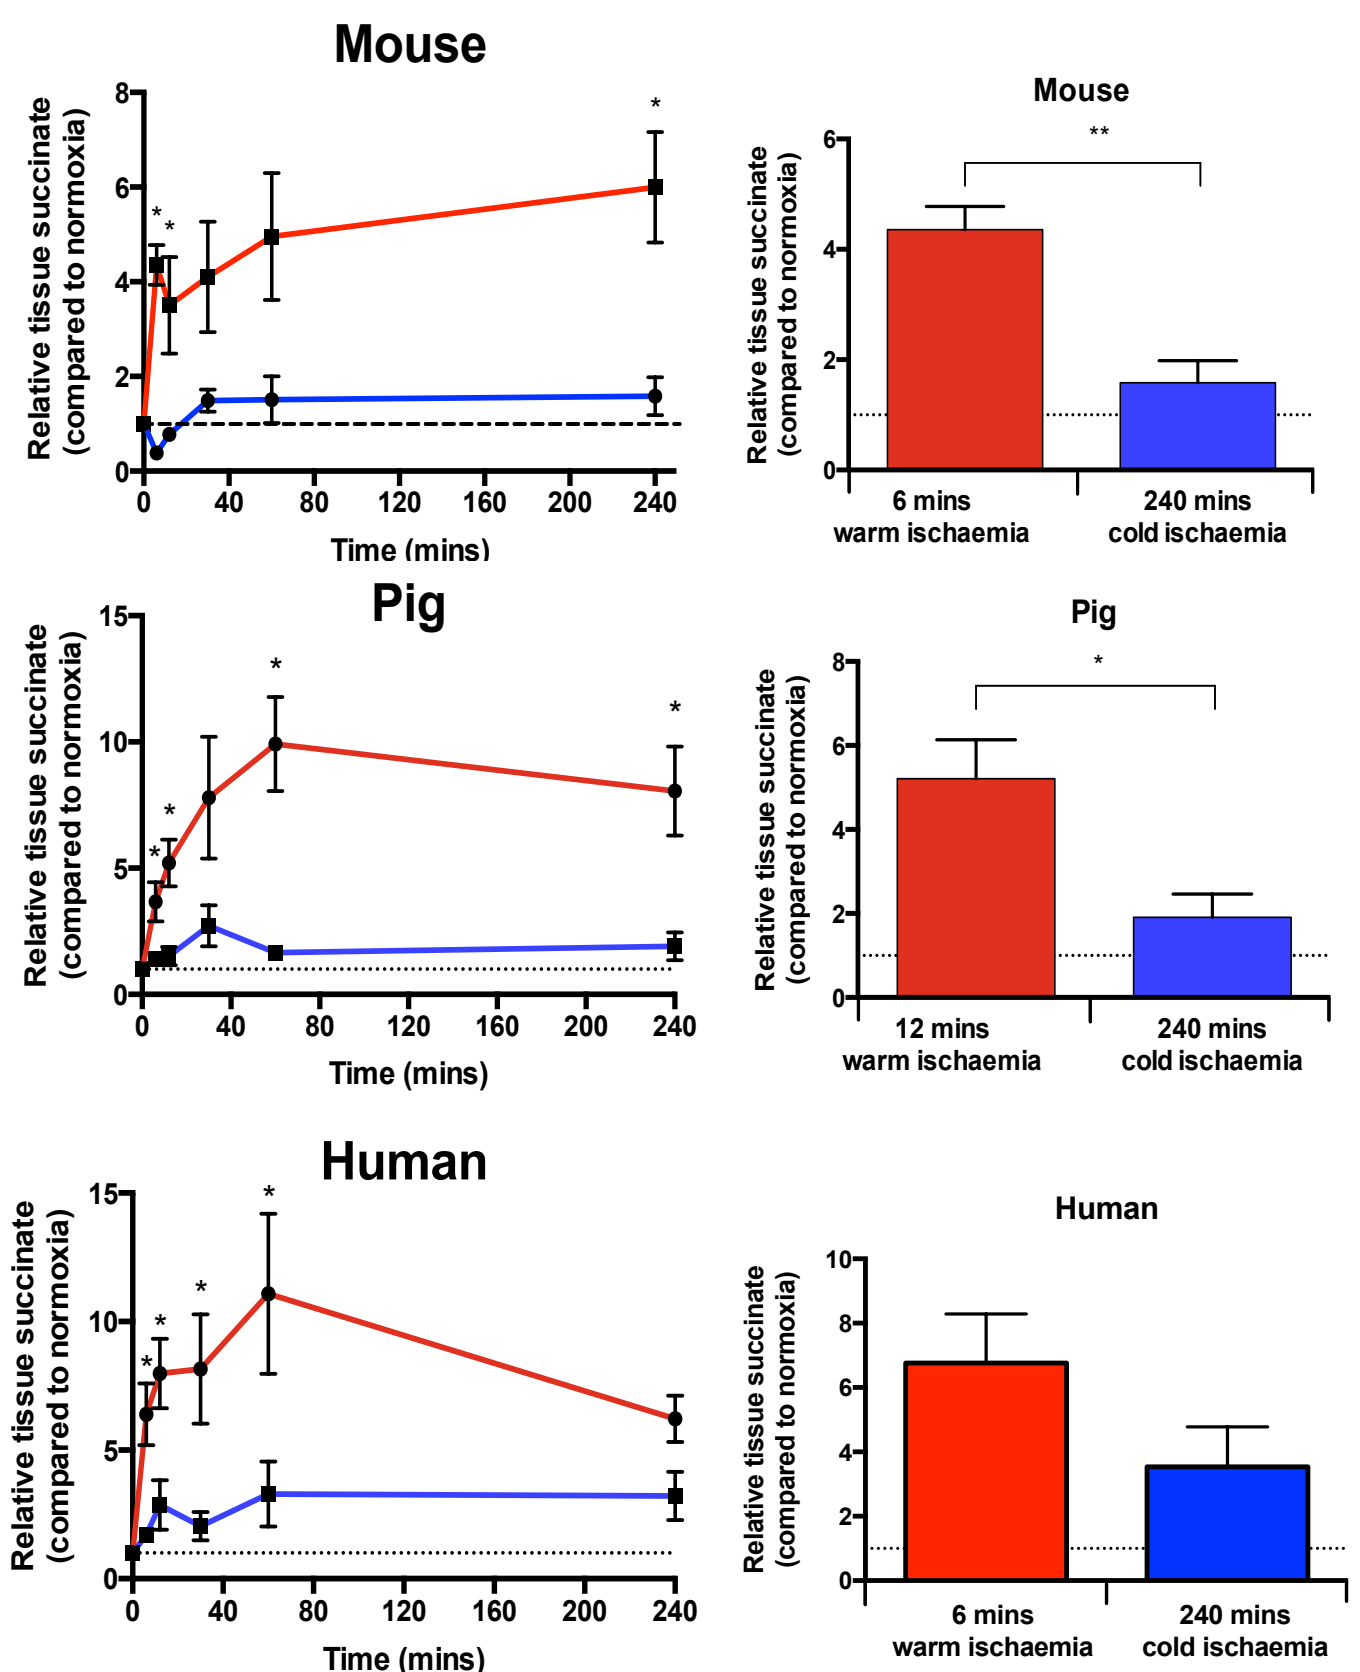 Mouse
Relative tissue succinate
(compared to normoxia)
8
6
4
2
0
*
*
*
0 40 80 120 160 200 240
Time (mins)
Mouse
Relative tissue succinate
(compared to normoxia)
6
4
2
0
**
6 mins 240 mins
warm ischaemia cold ischaemia
Pig
Relative tissue succinate
(compared to normoxia)
15
10
5
0
*
*
*
*
0 40 80 120 160 200 240
Time (mins)
Pig
Relative tissue succinate
(compared to normoxia)
8
6
4
2
0
*
12 mins 240 mins
warm ischaemia cold ischaemia
Human
Relative tissue succinate
(compared to normoxia)
15
10
5
0
*
*
*
*
0 40 80 120 160 200 240
Time (mins)
Human
Relative tissue succinate
(compared to normoxia)
10
8
6
4
2
0
6 mins 240 mins
warm ischaemia cold ischaemia